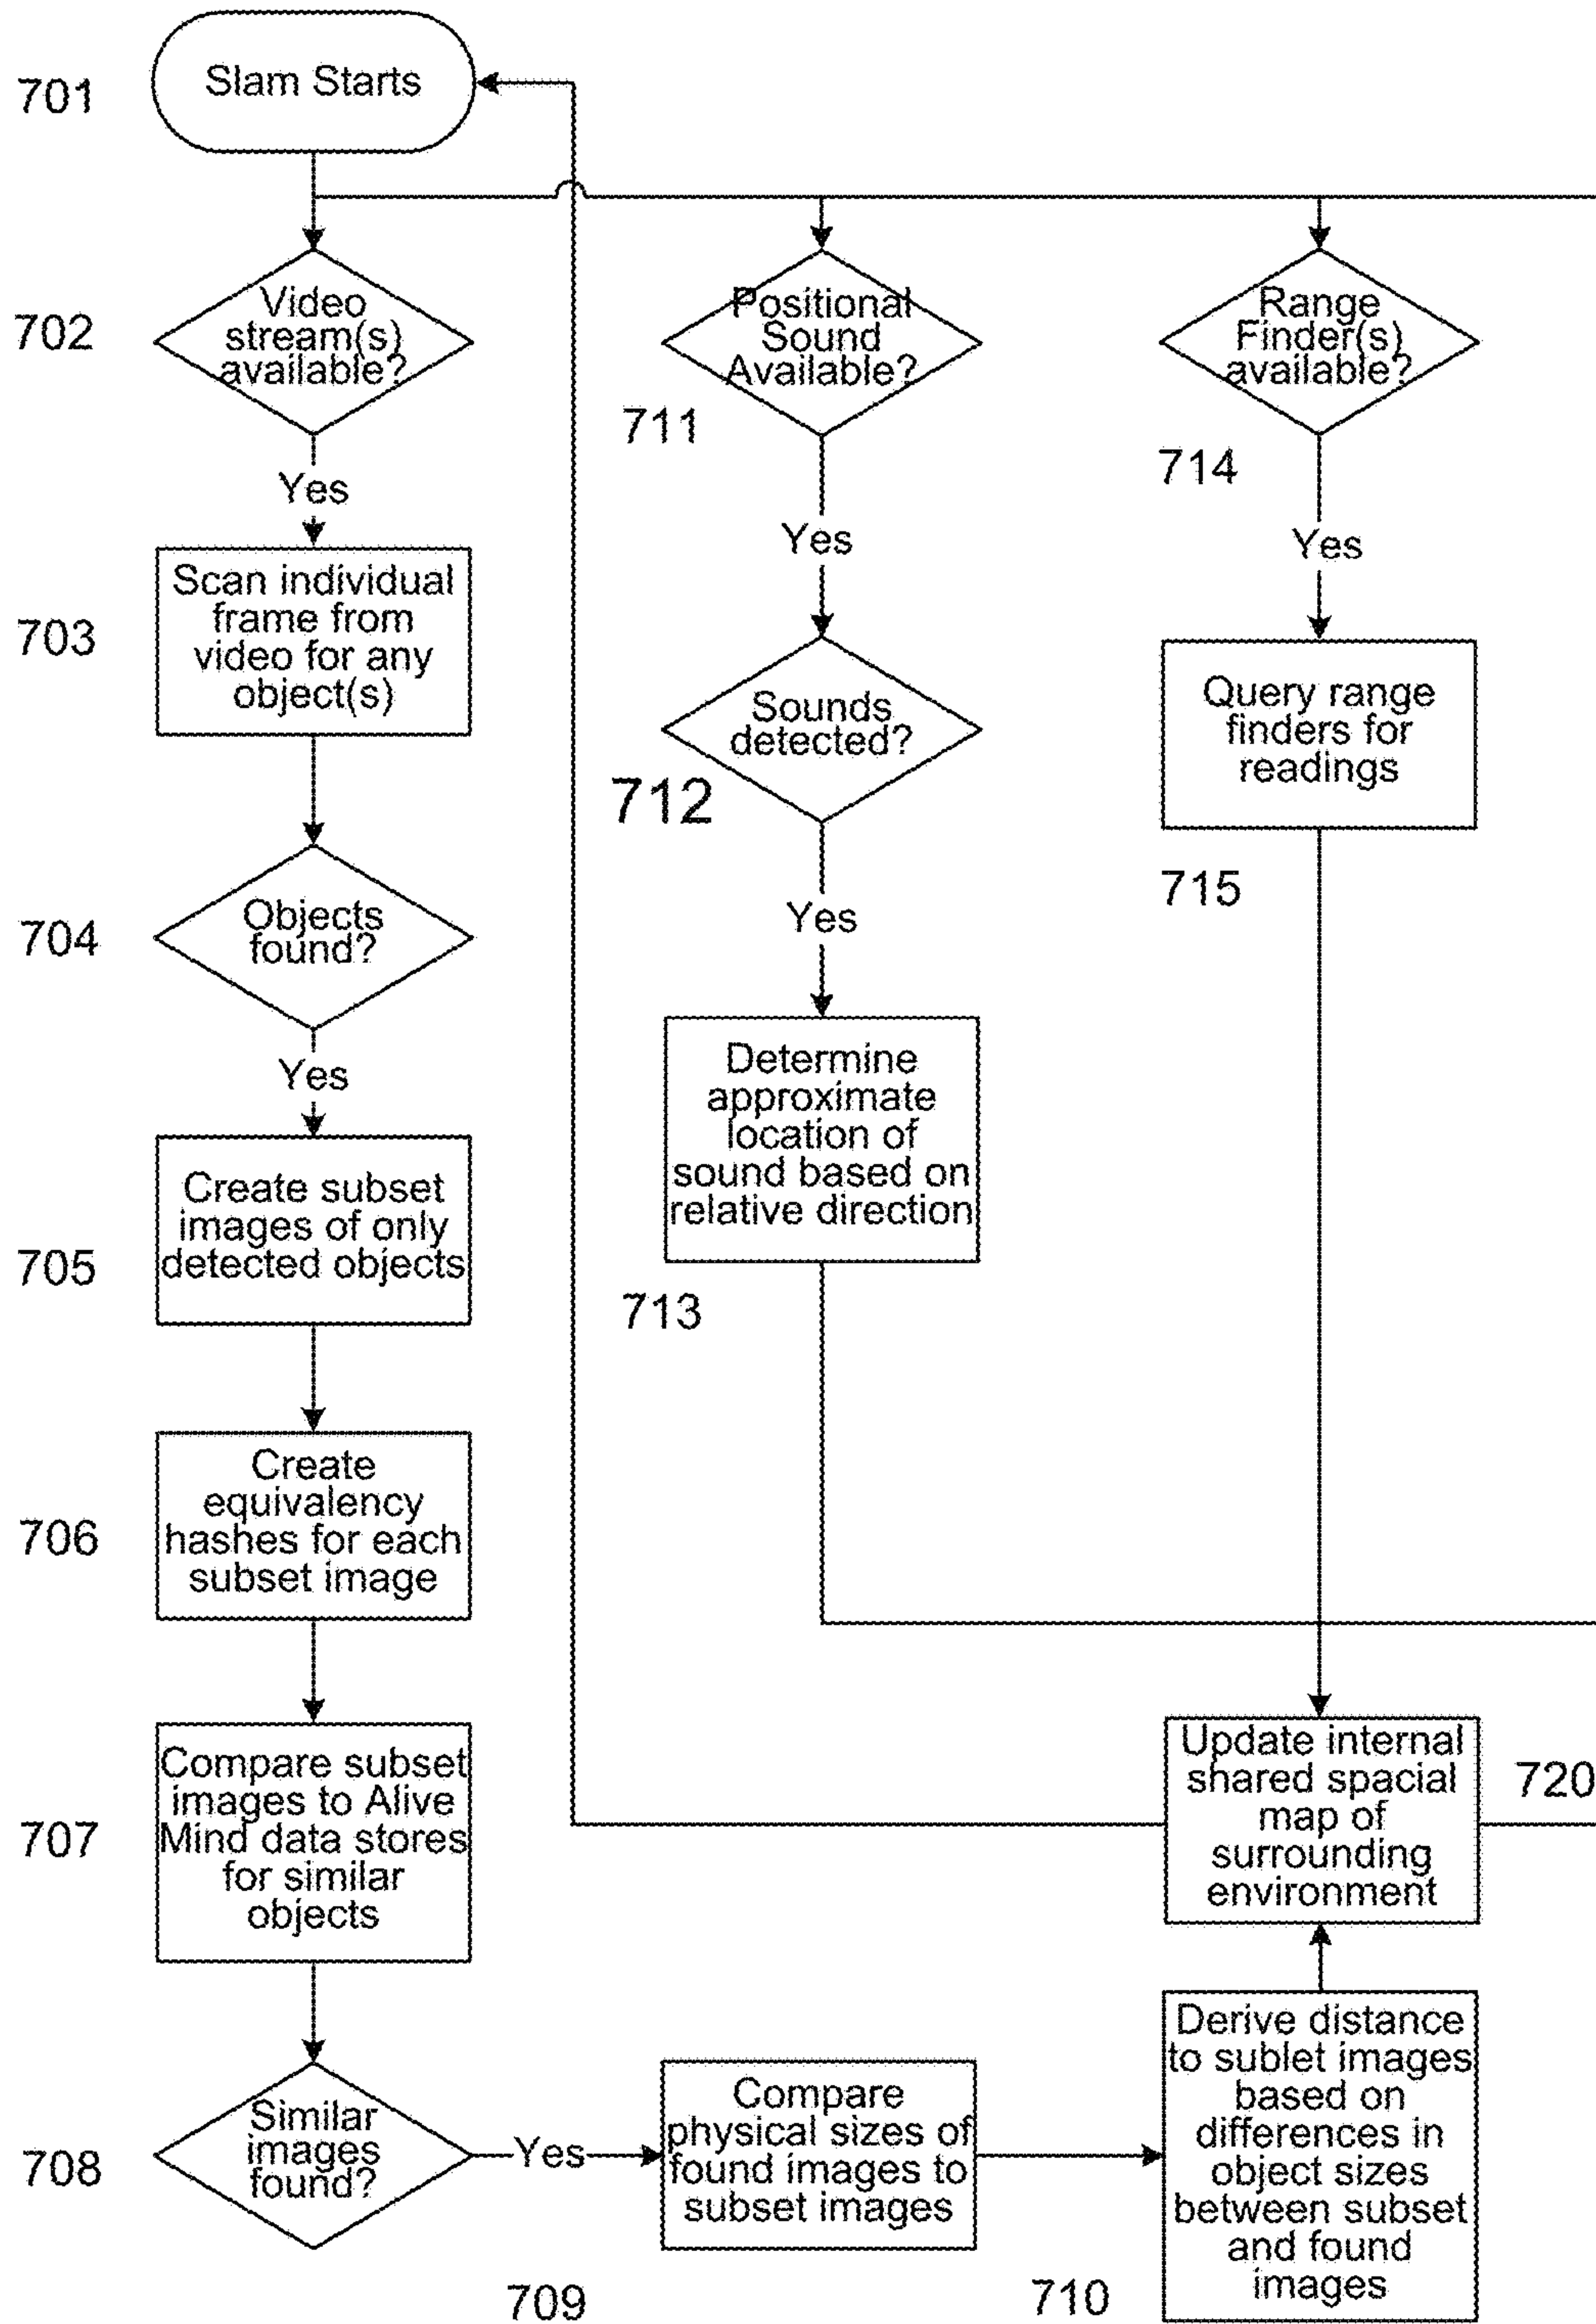 701
Slam Starts
702
Video
stream(s)
available?
Yes
703
Scan individual
frame from
video for any
object(s)
704
Objects
found?
Yes
705
Create subset
images of only
detected objects
706
Create
equivalency
hashes for each
subset image
707
Compare subset
images to Alive
Mind data stores
for similar
objects
708
Similar
images
found?
Yes
709
Compare
physical sizes of
found images to
subset images
710
Derive distance
to sublet images
based on
differences in
object sizes
between subset
and found
images
Positional
Sound
Available?
711
Yes
Sounds
detected?
712
Yes
Determine
approximate
location of
sound based on
relative direction
713
Range
Finder(s)
available?
714
Yes
Query range
finders for
readings
715
Update internal
shared spacial
map of
surrounding
environment
720